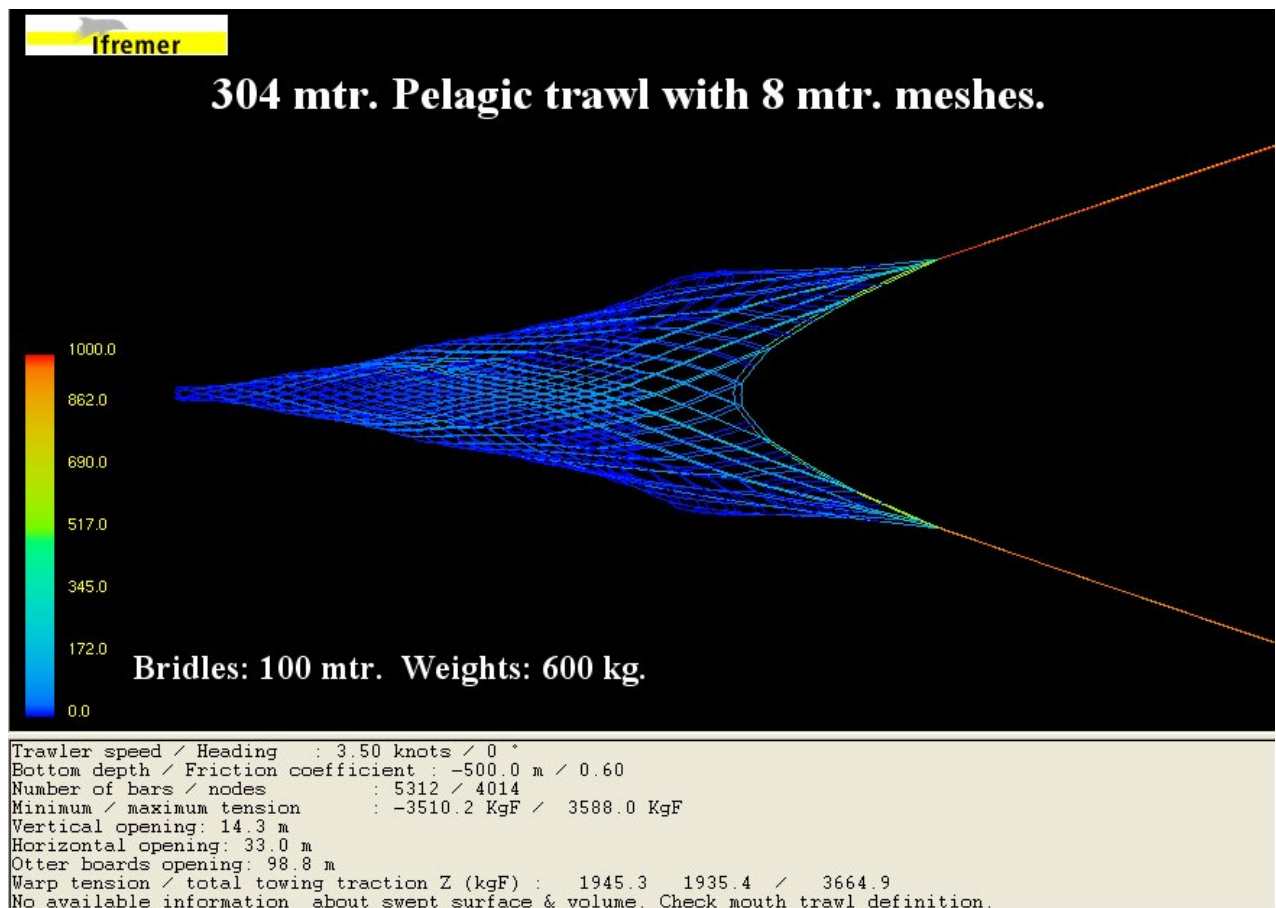 Ifremer
304 mtr. Pelagic trawl with 8 mtr. meshes.
1000.0
862.0
690.0
517.0
345.0
172.0
0.0
Bridles: 100 mtr.  Weights: 600 kg.
Trawler speed / Heading   : 3.50 knots / 0 °
Bottom depth / Friction coefficient : -500.0 m / 0.60
Number of bars / nodes          : 5312 / 4014
Minimum / maximum tension       : -3510.2 KgF /  3588.0 KgF
Vertical opening: 14.3 m
Horizontal opening: 33.0 m
Otter boards opening: 98.8 m
Warp tension / total towing traction Z (kgF) :   1945.3   1935.4  /   3664.9
No available information  about swept surface & volume. Check mouth trawl definition.